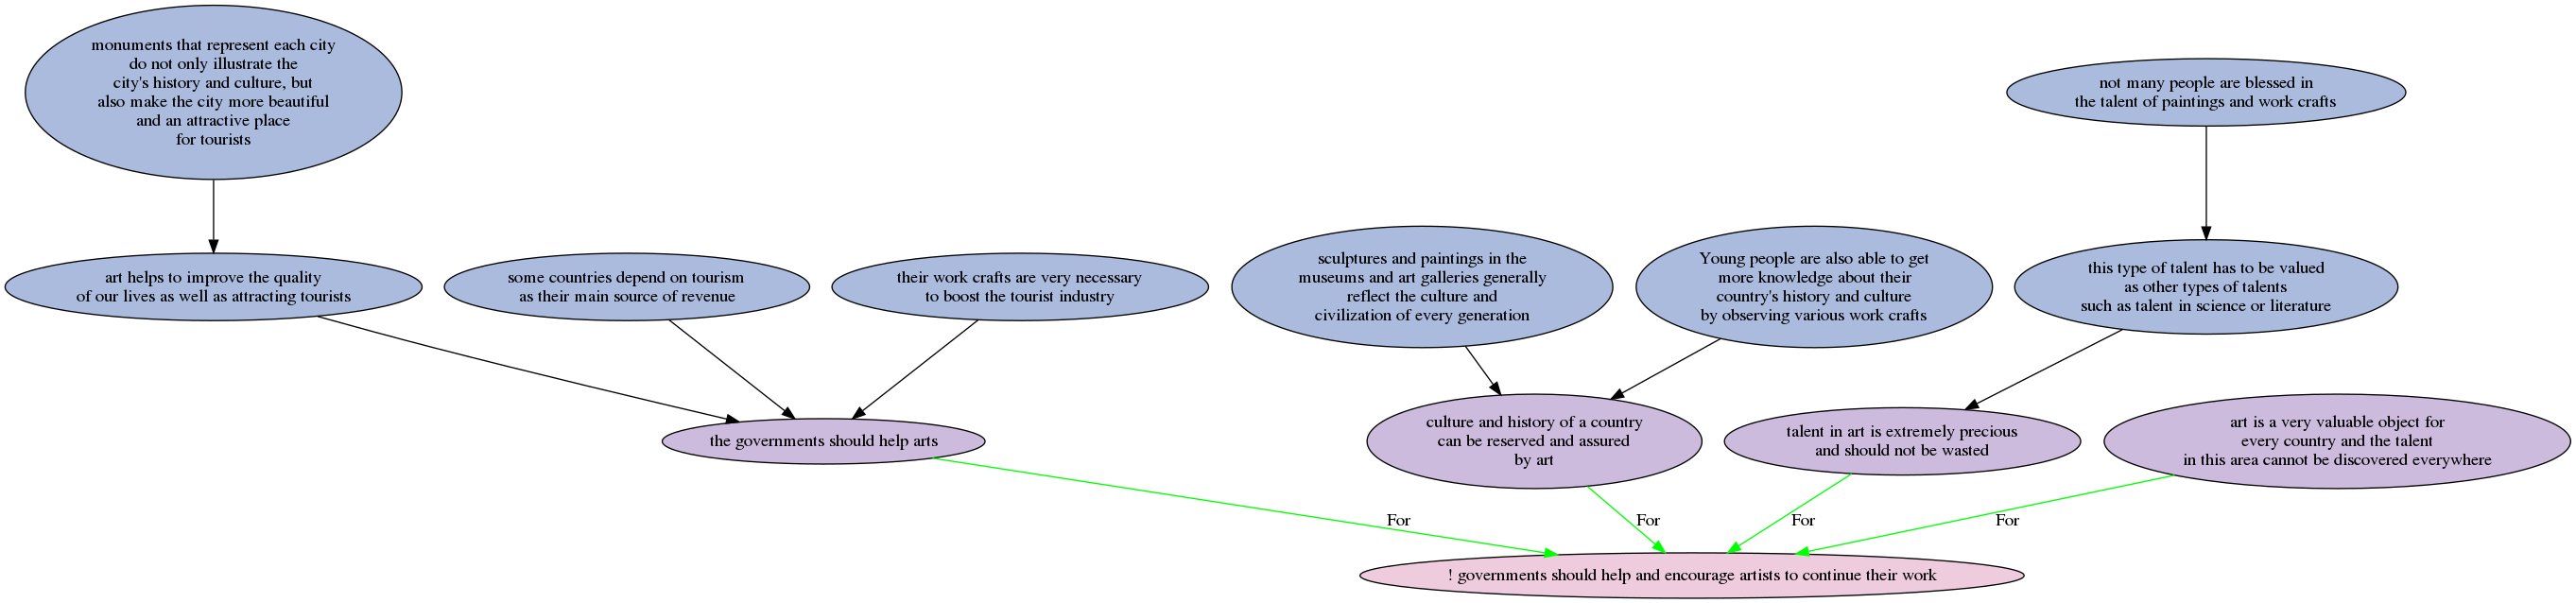 monuments that represent each city
do not only illustrate the
city's history and culture, but
also make the city more beautiful
and an attractive place
for tourists
not many people are blessed in
the talent of paintings and work crafts
art helps to improve the quality
of our lives as well as attracting tourists
some countries depend on tourism
as their main source of revenue
their work crafts are very necessary
to boost the tourist industry
sculptures and paintings in the
museums and art galleries generally
reflect the culture and
civilization of every generation
Young people are also able to get
more knowledge about their
country's history and culture
by observing various work crafts
this type of talent has to be valued
as other types of talents
such as talent in science or literature
the governments should help arts
culture and history of a country
can be reserved and assured
by art
talent in art is extremely precious
and should not be wasted
art is a very valuable object for
every country and the talent
in this area cannot be discovered everywhere
For
For
For
For
! governments should help and encourage artists to continue their work